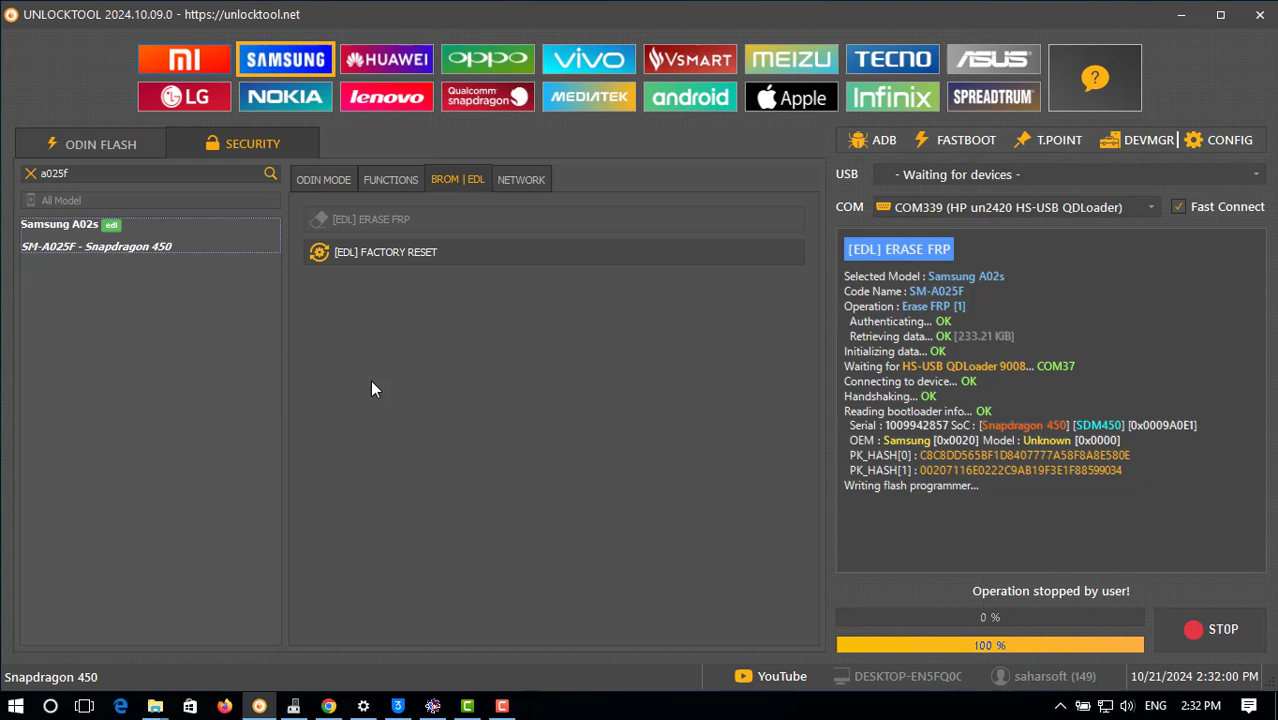 UNLOCKTOOL 2024.10.09.0 - https://unlocktool.net
SAMSUNG
HUAWEI
oppo
vivo
VSMART
MEIZU
TECNO
ASUS
LG
NOKIA
lenovo
Qualcomm snapdragon
MEDIATEK
android
Apple
Infinix
SPREADTRUM
?
ODIN FLASH
SECURITY
ADB
FASTBOOT
T.POINT
DEVMGR
CONFIG
a025f
All Model
Samsung A02s edl
SM-A025F - Snapdragon 450
ODIN MODE
FUNCTIONS
BROM | EDL
NETWORK
[EDL] ERASE FRP
[EDL] FACTORY RESET
USB - Waiting for devices -
COM COM339 (HP un2420 HS-USB QDLoader) Fast Connect
[EDL] ERASE FRP
Selected Model : Samsung A02s
Code Name : SM-A025F
Operation : Erase FRP [1]
Authenticating... OK
Retrieving data... OK [233.21 KiB]
Initializing data... OK
Waiting for HS-USB QDLoader 9008... COM37
Connecting to device... OK
Handshaking... OK
Reading bootloader info... OK
Serial : 1009942857 SoC : [Snapdragon 450] [SDM450] [0x0009A0E1]
OEM : Samsung [0x0020] Model : Unknown [0x0000]
PK_HASH[0] : C8C8DD565BF1D8407777A58F8A8E580E
PK_HASH[1] : 00207116E0222C9AB19F3E1F88599034
Writing flash programmer...
Operation stopped by user!
0 %
100 %
STOP
Snapdragon 450
YouTube
DESKTOP-EN5FQ0C
saharsoft (149)
10/21/2024 2:32:00 PM
ENG
2:32 PM